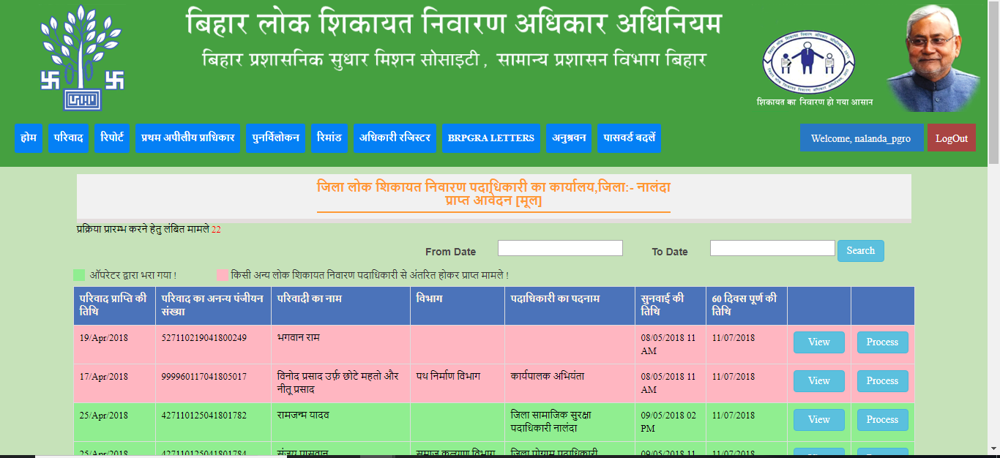 बिहार लोक शिकायत निवारण अधिकार अधिनियम
बिहार प्रशासनिक सुधार मिशन सोसाइटी , सामान्य प्रशासन विभाग बिहार
शिकायत का निवारण हो गया आसान
होम परिवाद रिपोर्ट प्रथम अपीलीय प्राधिकार पुनर्विलोकन रिमांड अधिकारी रजिस्टर BRPGRA LETTERS अनुश्रवन पासवर्ड बदलें Welcome, nalanda_pgro LogOut
जिला लोक शिकायत निवारण पदाधिकारी का कार्यालय,जिला:- नालंदा
प्राप्त आवेदन [मूल]
प्रक्रिया प्रारम्भ करने हेतु लंबित मामले 22
From Date To Date Search
ऑपरेटर द्वारा भरा गया ! किसी अन्य लोक शिकायत निवारण पदाधिकारी से अंतरित होकर प्राप्त मामले !
परिवाद प्राप्ति की परिवाद का अनन्य पंजीयन परिवादी का नाम विभाग पदाधिकारी का पदनाम सुनवाई की 60 दिवस पूर्ण की
तिथि संख्या तिथि तिथि
19/Apr/2018 527110219041800249 भगवान राम 08/05/2018 11 11/07/2018 View Process
AM
17/Apr/2018 999960117041805017 विनोद प्रसाद उर्फ़ छोटे महतो और पथ निर्माण विभाग कार्यपालक अभियंता 08/05/2018 11 11/07/2018 View Process
नीतू प्रसाद AM
25/Apr/2018 427110125041801782 रामजन्म यादव जिला सामाजिक सुरक्षा 09/05/2018 02 11/07/2018 View Process
पदाधिकारी नालंदा PM
25/Apr/2018 427110125041801784 संजय पासवान समाज कल्याण विभाग जिला प्रोग्राम पदाधिकारी 09/05/2018 11 11/07/2018